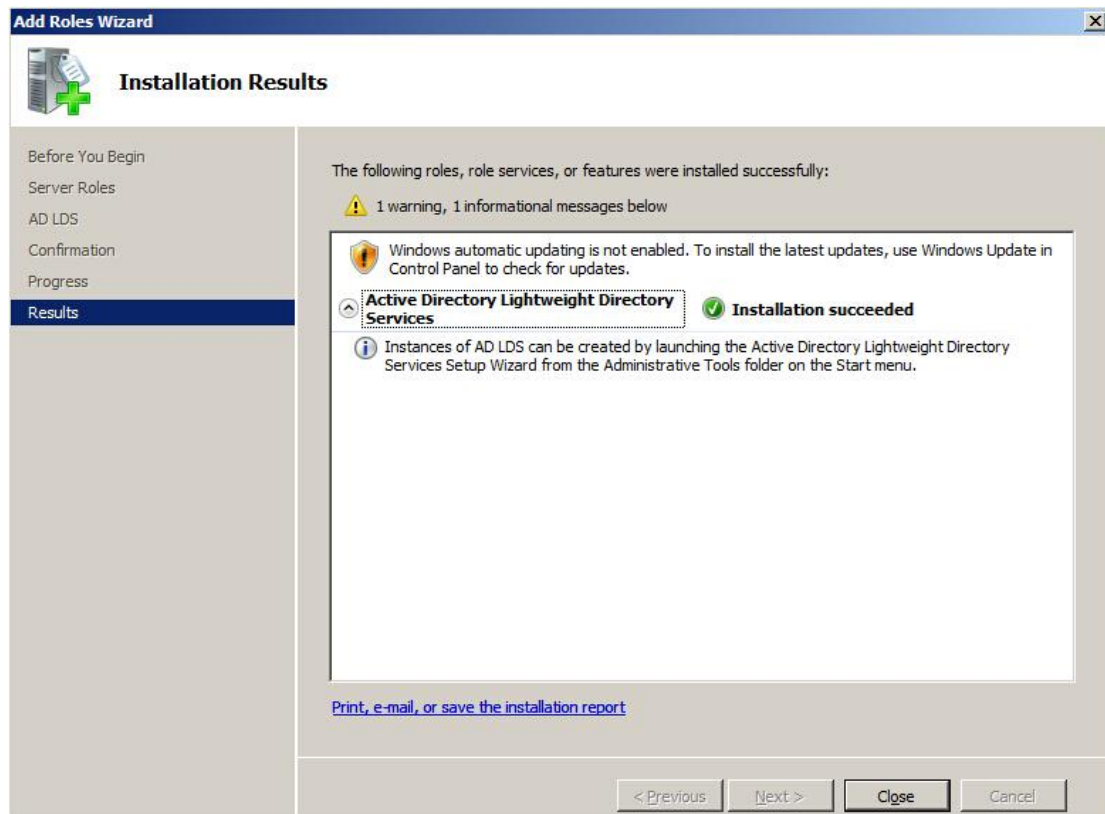 Add Roles Wizard
Installation Results
Before You Begin
Server Roles
AD LDS
Confirmation
Progress
Results
The following roles, role services, or features were installed successfully:
1 warning, 1 informational messages below
Windows automatic updating is not enabled. To install the latest updates, use Windows Update in
Control Panel to check for updates.
Active Directory Lightweight Directory
Services
Installation succeeded
Instances of AD LDS can be created by launching the Active Directory Lightweight Directory
Services Setup Wizard from the Administrative Tools folder on the Start menu.
Print, e-mail, or save the installation report
< Previous
Next >
Close
Cancel